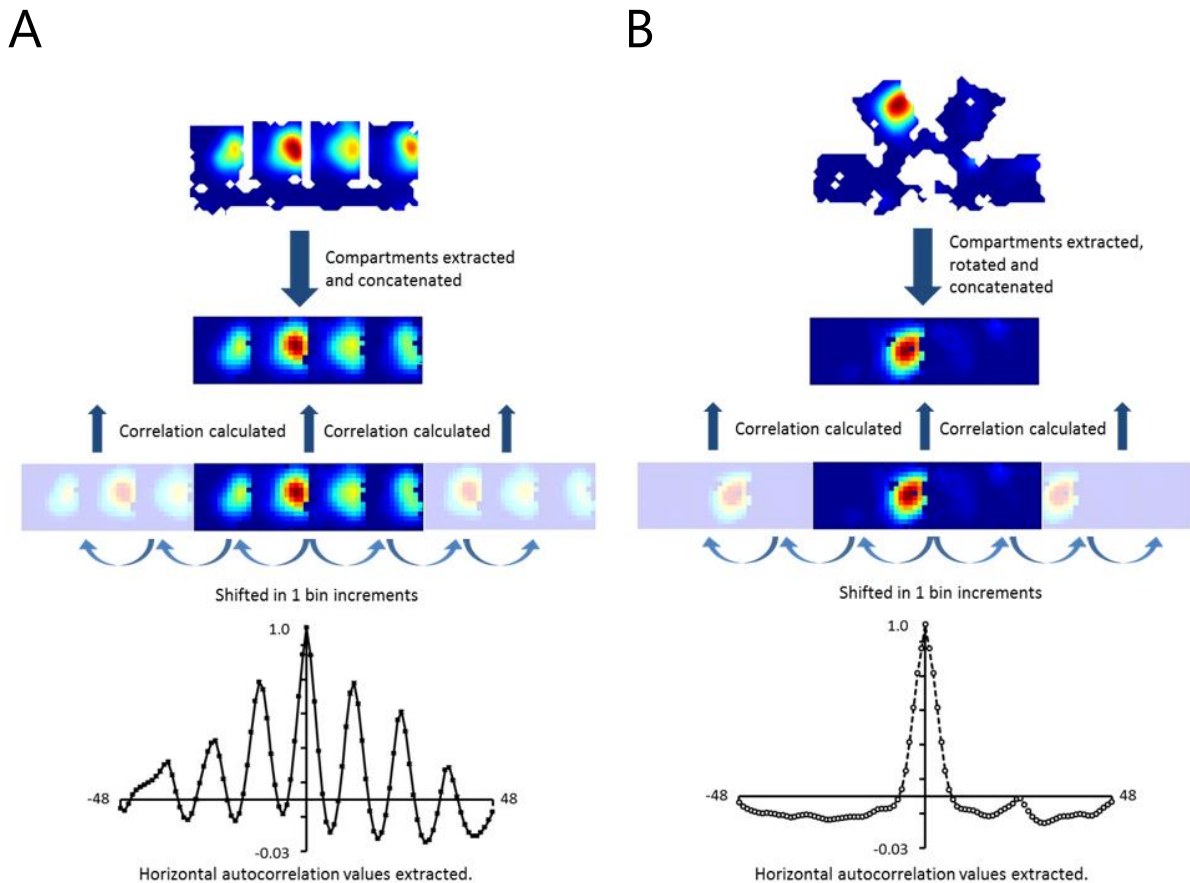 A
Compartments extracted
and concatenated
Correlation calculated
Correlation calculated
Shifted in 1 bin increments
1.0
-48
48
-0.03
Horizontal autocorrelation values extracted.
B
Compartments extracted,
rotated and
concatenated
Correlation calculated
Correlation calculated
Shifted in 1 bin increments
1.0
-48
48
-0.03
Horizontal autocorrelation values extracted.